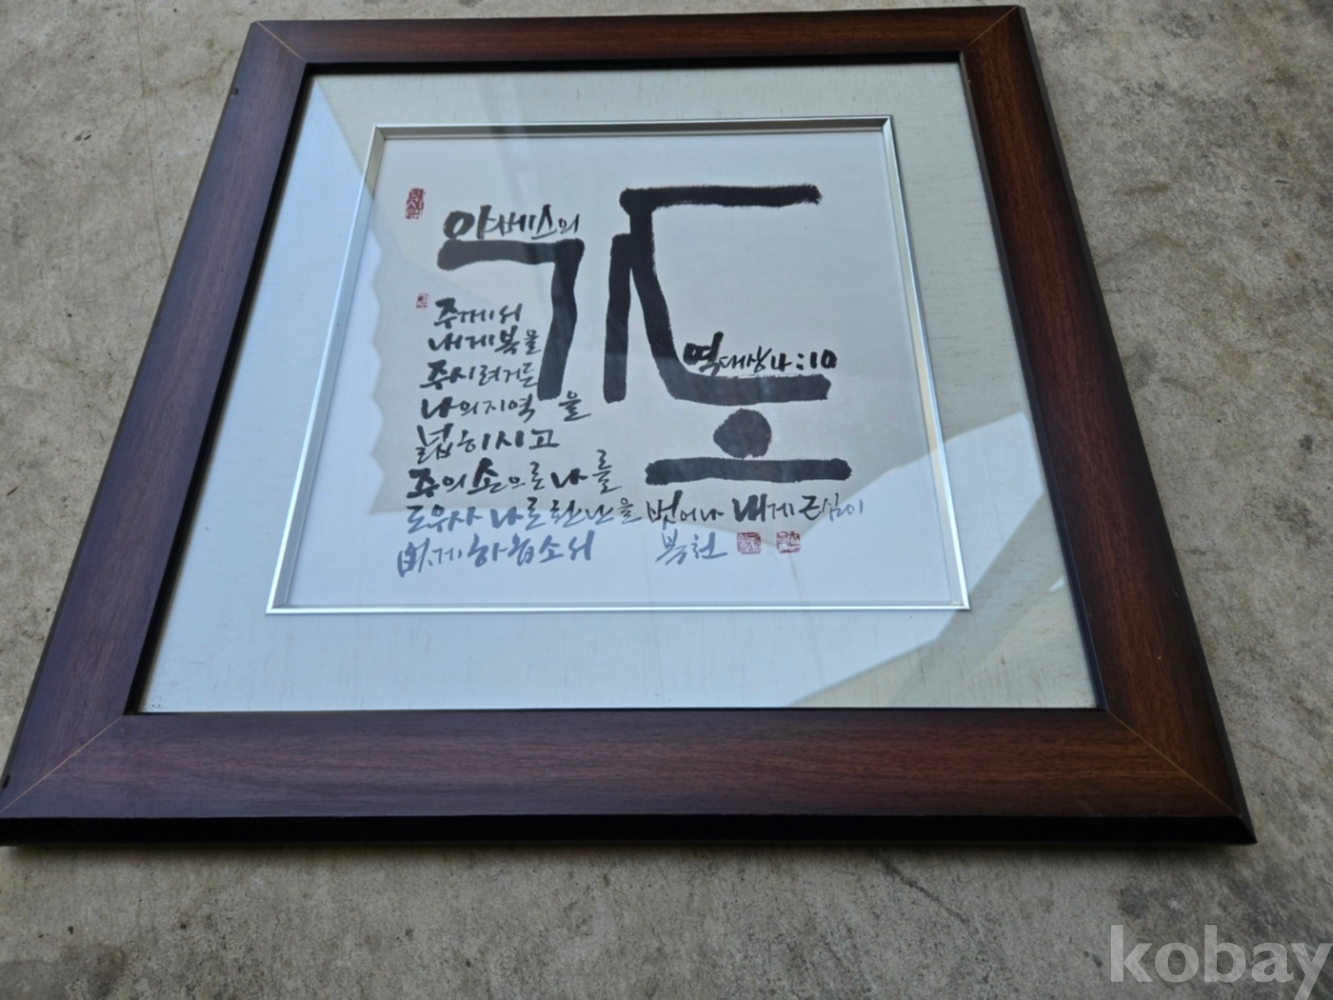 야베스의
기도
역대상 4:10
주께서
내게 복을
주시려거든
나의 지역을
넓히시고
주의 손으로 나를
도우사 나로 환난을 벗어나 내게 근심이
없게 하옵소서
복천
kobay